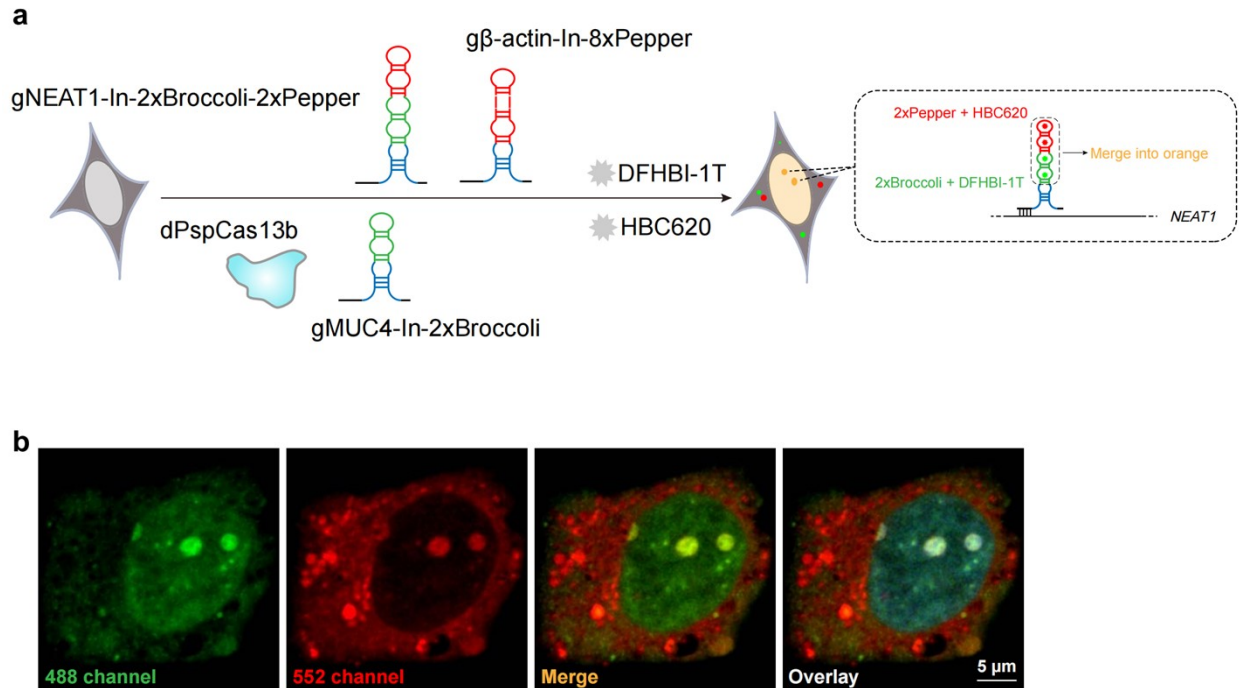 a
gβ-actin-In-8xPepper
gNEAT1-In-2xBroccoli-2xPepper
DFHBI-1T
HBC620
dPspCas13b
gMUC4-In-2xBroccoli
2xPepper + HBC620
Merge into orange
2xBroccoli + DFHBI-1T
NEAT1
b
488 channel
552 channel
Merge
Overlay
5 μm